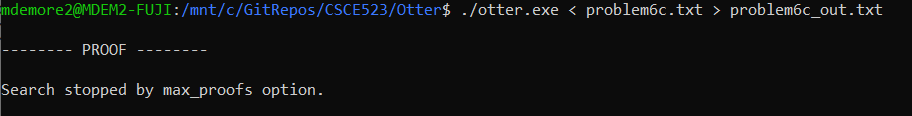 mdemore2@MDEM2-FUJI:/mnt/c/GitRepos/CSCE523/Otter$ ./otter.exe < problem6c.txt > problem6c_out.txt
-------- PROOF --------
Search stopped by max_proofs option.